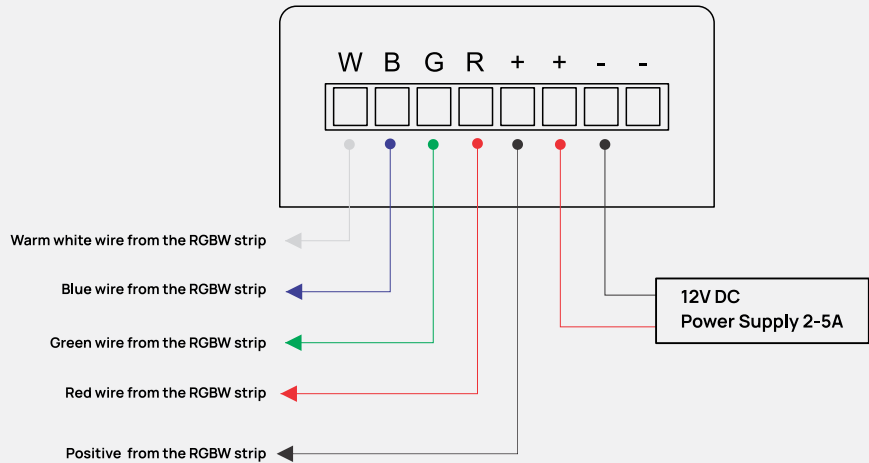 W B G R + + - -
Warm white wire from the RGBW strip
Blue wire from the RGBW strip
12V DC
Power Supply 2-5A
Green wire from the RGBW strip
Red wire from the RGBW strip
Positive from the RGBW strip